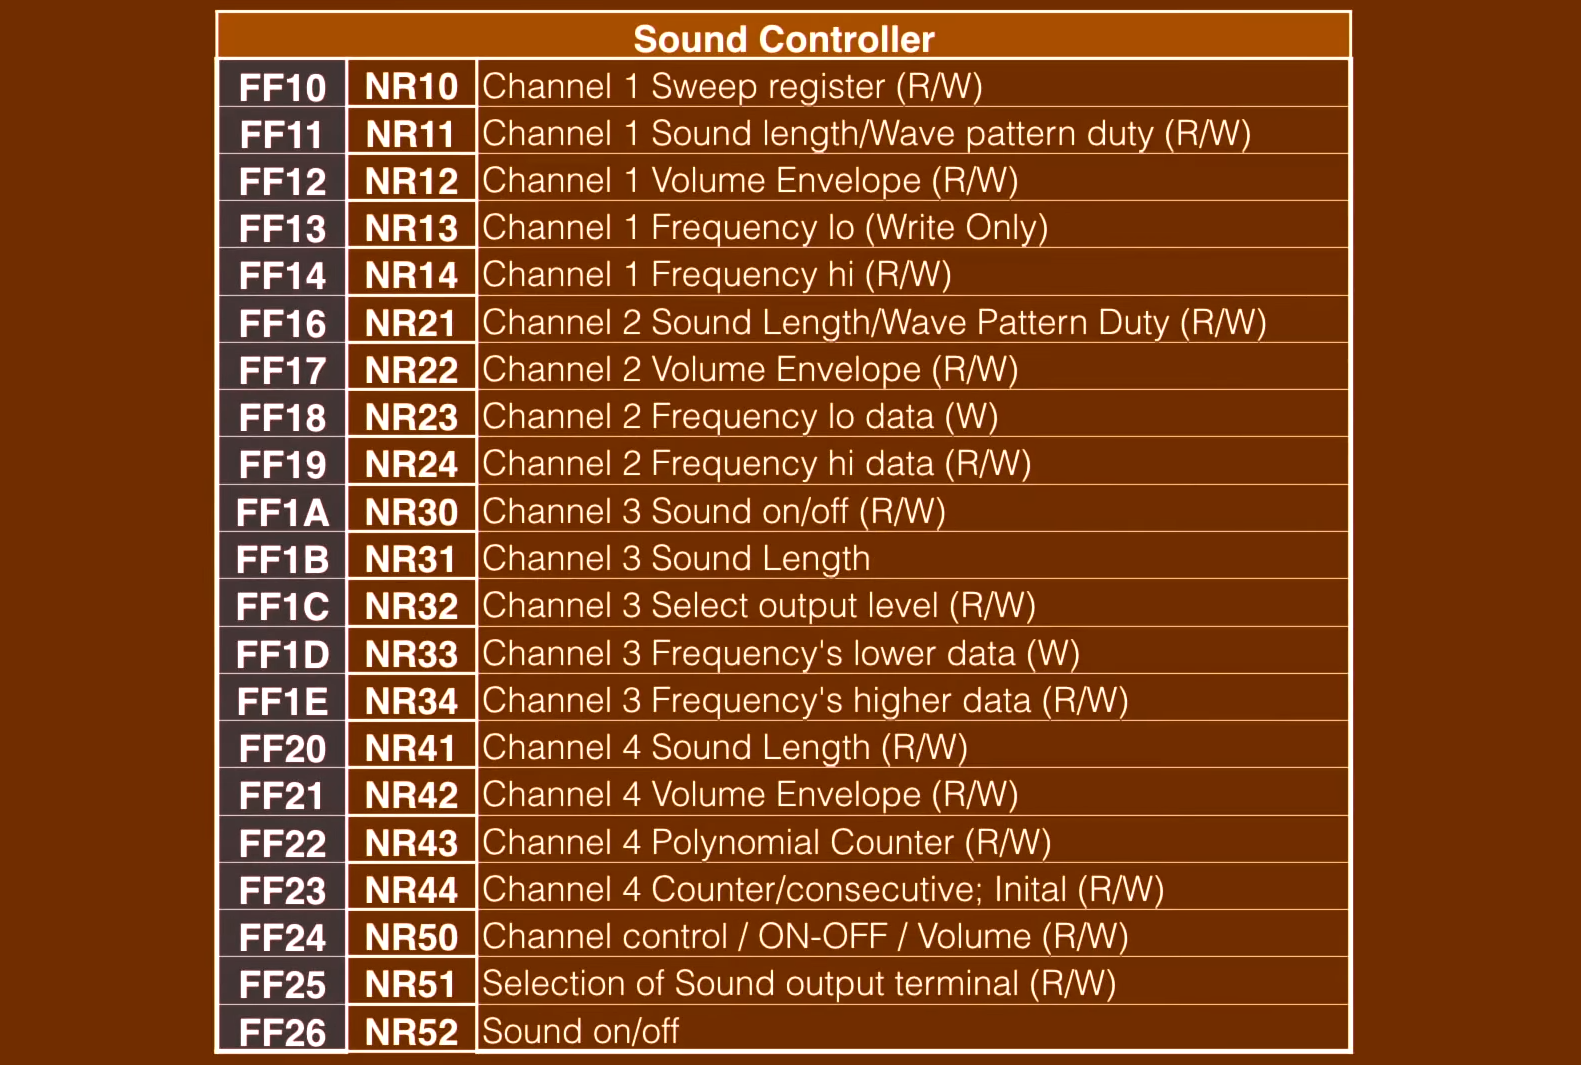 Sound Controller
FF10 NR10 Channel 1 Sweep register (R/W)
FF11 NR11 Channel 1 Sound length/Wave pattern duty (R/W)
FF12 NR12 Channel 1 Volume Envelope (R/W)
FF13 NR13 Channel 1 Frequency lo (Write Only)
FF14 NR14 Channel 1 Frequency hi (R/W)
FF16 NR21 Channel 2 Sound Length/Wave Pattern Duty (R/W)
FF17 NR22 Channel 2 Volume Envelope (R/W)
FF18 NR23 Channel 2 Frequency lo data (W)
FF19 NR24 Channel 2 Frequency hi data (R/W)
FF1A NR30 Channel 3 Sound on/off (R/W)
FF1B NR31 Channel 3 Sound Length
FF1C NR32 Channel 3 Select output level (R/W)
FF1D NR33 Channel 3 Frequency's lower data (W)
FF1E NR34 Channel 3 Frequency's higher data (R/W)
FF20 NR41 Channel 4 Sound Length (R/W)
FF21 NR42 Channel 4 Volume Envelope (R/W)
FF22 NR43 Channel 4 Polynomial Counter (R/W)
FF23 NR44 Channel 4 Counter/consecutive; Inital (R/W)
FF24 NR50 Channel control / ON-OFF / Volume (R/W)
FF25 NR51 Selection of Sound output terminal (R/W)
FF26 NR52 Sound on/off